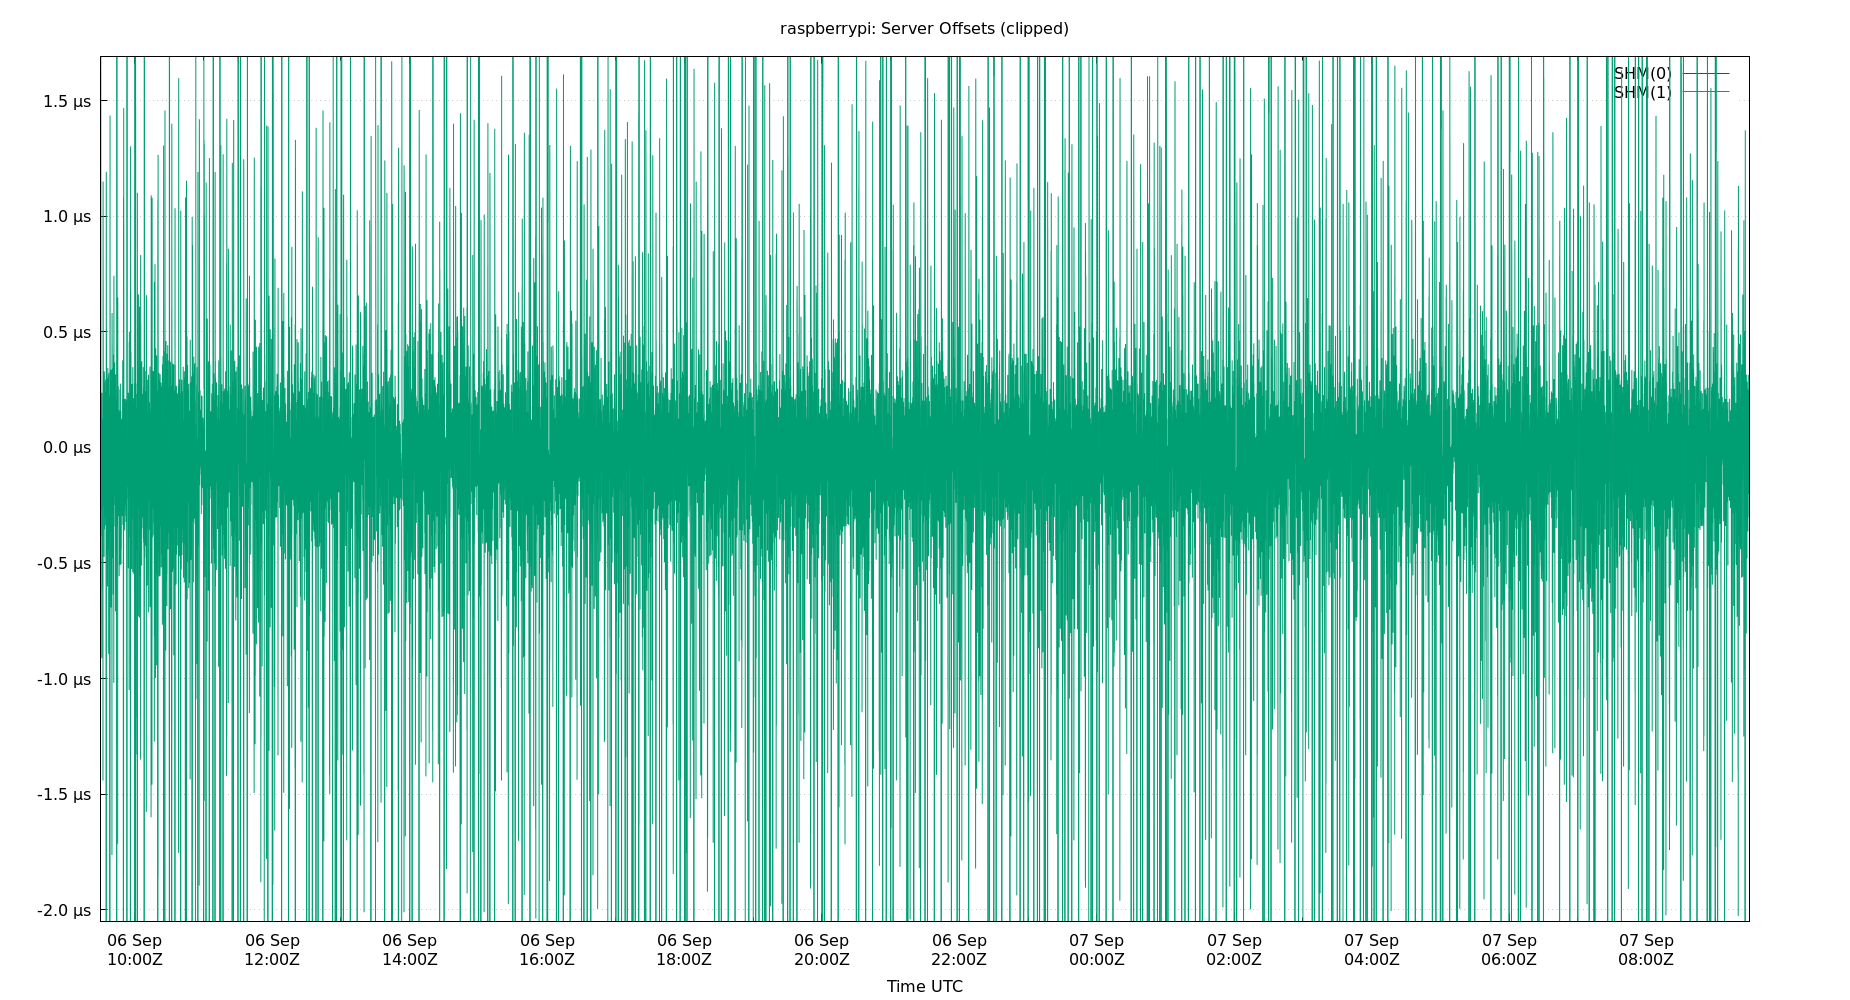 raspberrypi: Server Offsets (clipped)
SHM(0)
SHM(1)
1.5 µs
1.0 µs
0.5 µs
0.0 µs
-0.5 µs
-1.0 µs
-1.5 µs
-2.0 µs
06 Sep 06 Sep 06 Sep 06 Sep 06 Sep 06 Sep 06 Sep 07 Sep 07 Sep 07 Sep 07 Sep 07 Sep
10:00Z 12:00Z 14:00Z 16:00Z 18:00Z 20:00Z 22:00Z 00:00Z 02:00Z 04:00Z 06:00Z 08:00Z
Time UTC